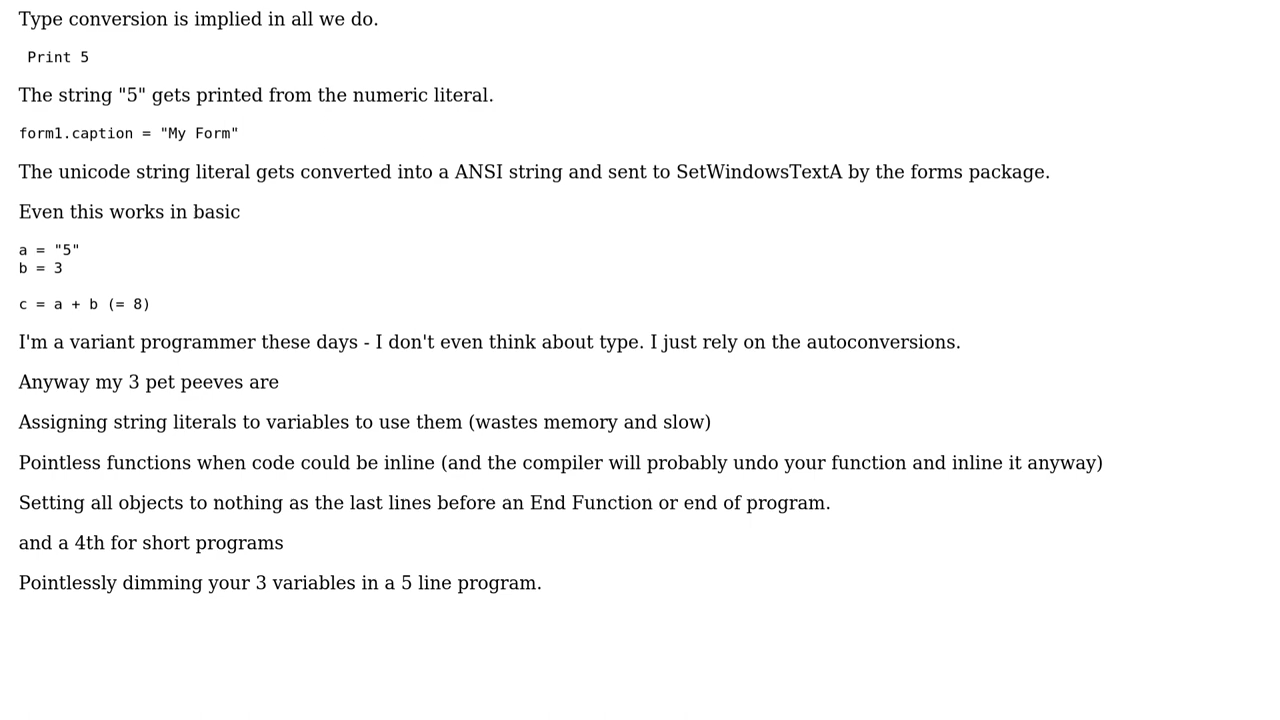 Type conversion is implied in all we do.
Print 5
The string "5" gets printed from the numeric literal.
form1.caption = "My Form"
The unicode string literal gets converted into a ANSI string and sent to SetWindowsTextA by the forms package.
Even this works in basic
a = "5"
b = 3
c = a + b (= 8)
I'm a variant programmer these days - I don't even think about type. I just rely on the autoconversions.
Anyway my 3 pet peeves are
Assigning string literals to variables to use them (wastes memory and slow)
Pointless functions when code could be inline (and the compiler will probably undo your function and inline it anyway)
Setting all objects to nothing as the last lines before an End Function or end of program.
and a 4th for short programs
Pointlessly dimming your 3 variables in a 5 line program.